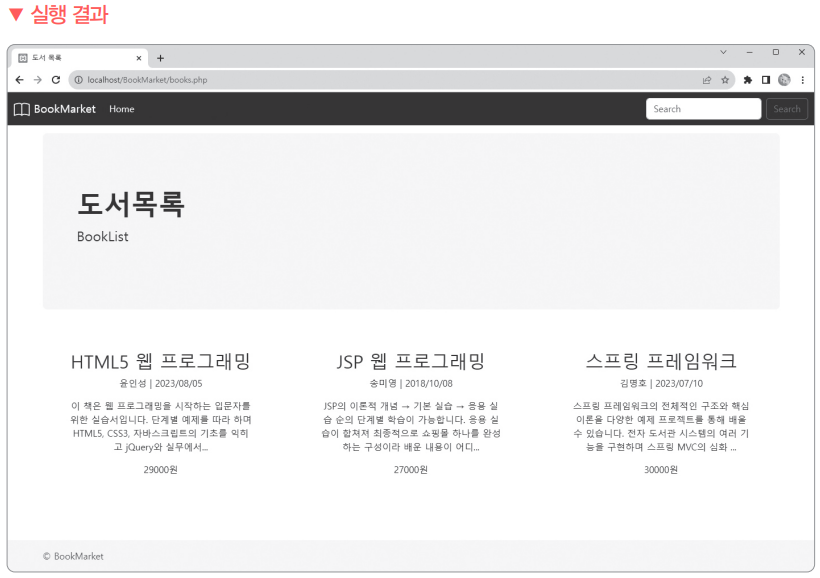 ▼ 실행 결과
도서 목록
localhost/BookMarket/books.php
BookMarket Home Search Search
도서목록
BookList
HTML5 웹 프로그래밍
윤인성 | 2023/08/05
이 책은 웹 프로그래밍을 시작하는 입문자를
위한 실습서입니다. 단계별 예제를 따라 하며
HTML5, CSS3, 자바스크립트의 기초를 익히
고 jQuery와 실무에서...
29000원
JSP 웹 프로그래밍
송미영 | 2018/10/08
JSP의 이론적 개념 → 기본 실습 → 응용 실
습 순의 단계별 학습이 가능합니다. 응용 실
습이 합쳐져 최종적으로 쇼핑몰 하나를 완성
하는 구성이라 배운 내용이 어디...
27000원
스프링 프레임워크
김명호 | 2023/07/10
스프링 프레임워크의 전체적인 구조와 핵심
이론을 다양한 예제 프로젝트를 통해 배울
수 있습니다. 전자 도서관 시스템의 여러 기
능을 구현하며 스프링 MVC의 심화 ...
30000원
© BookMarket